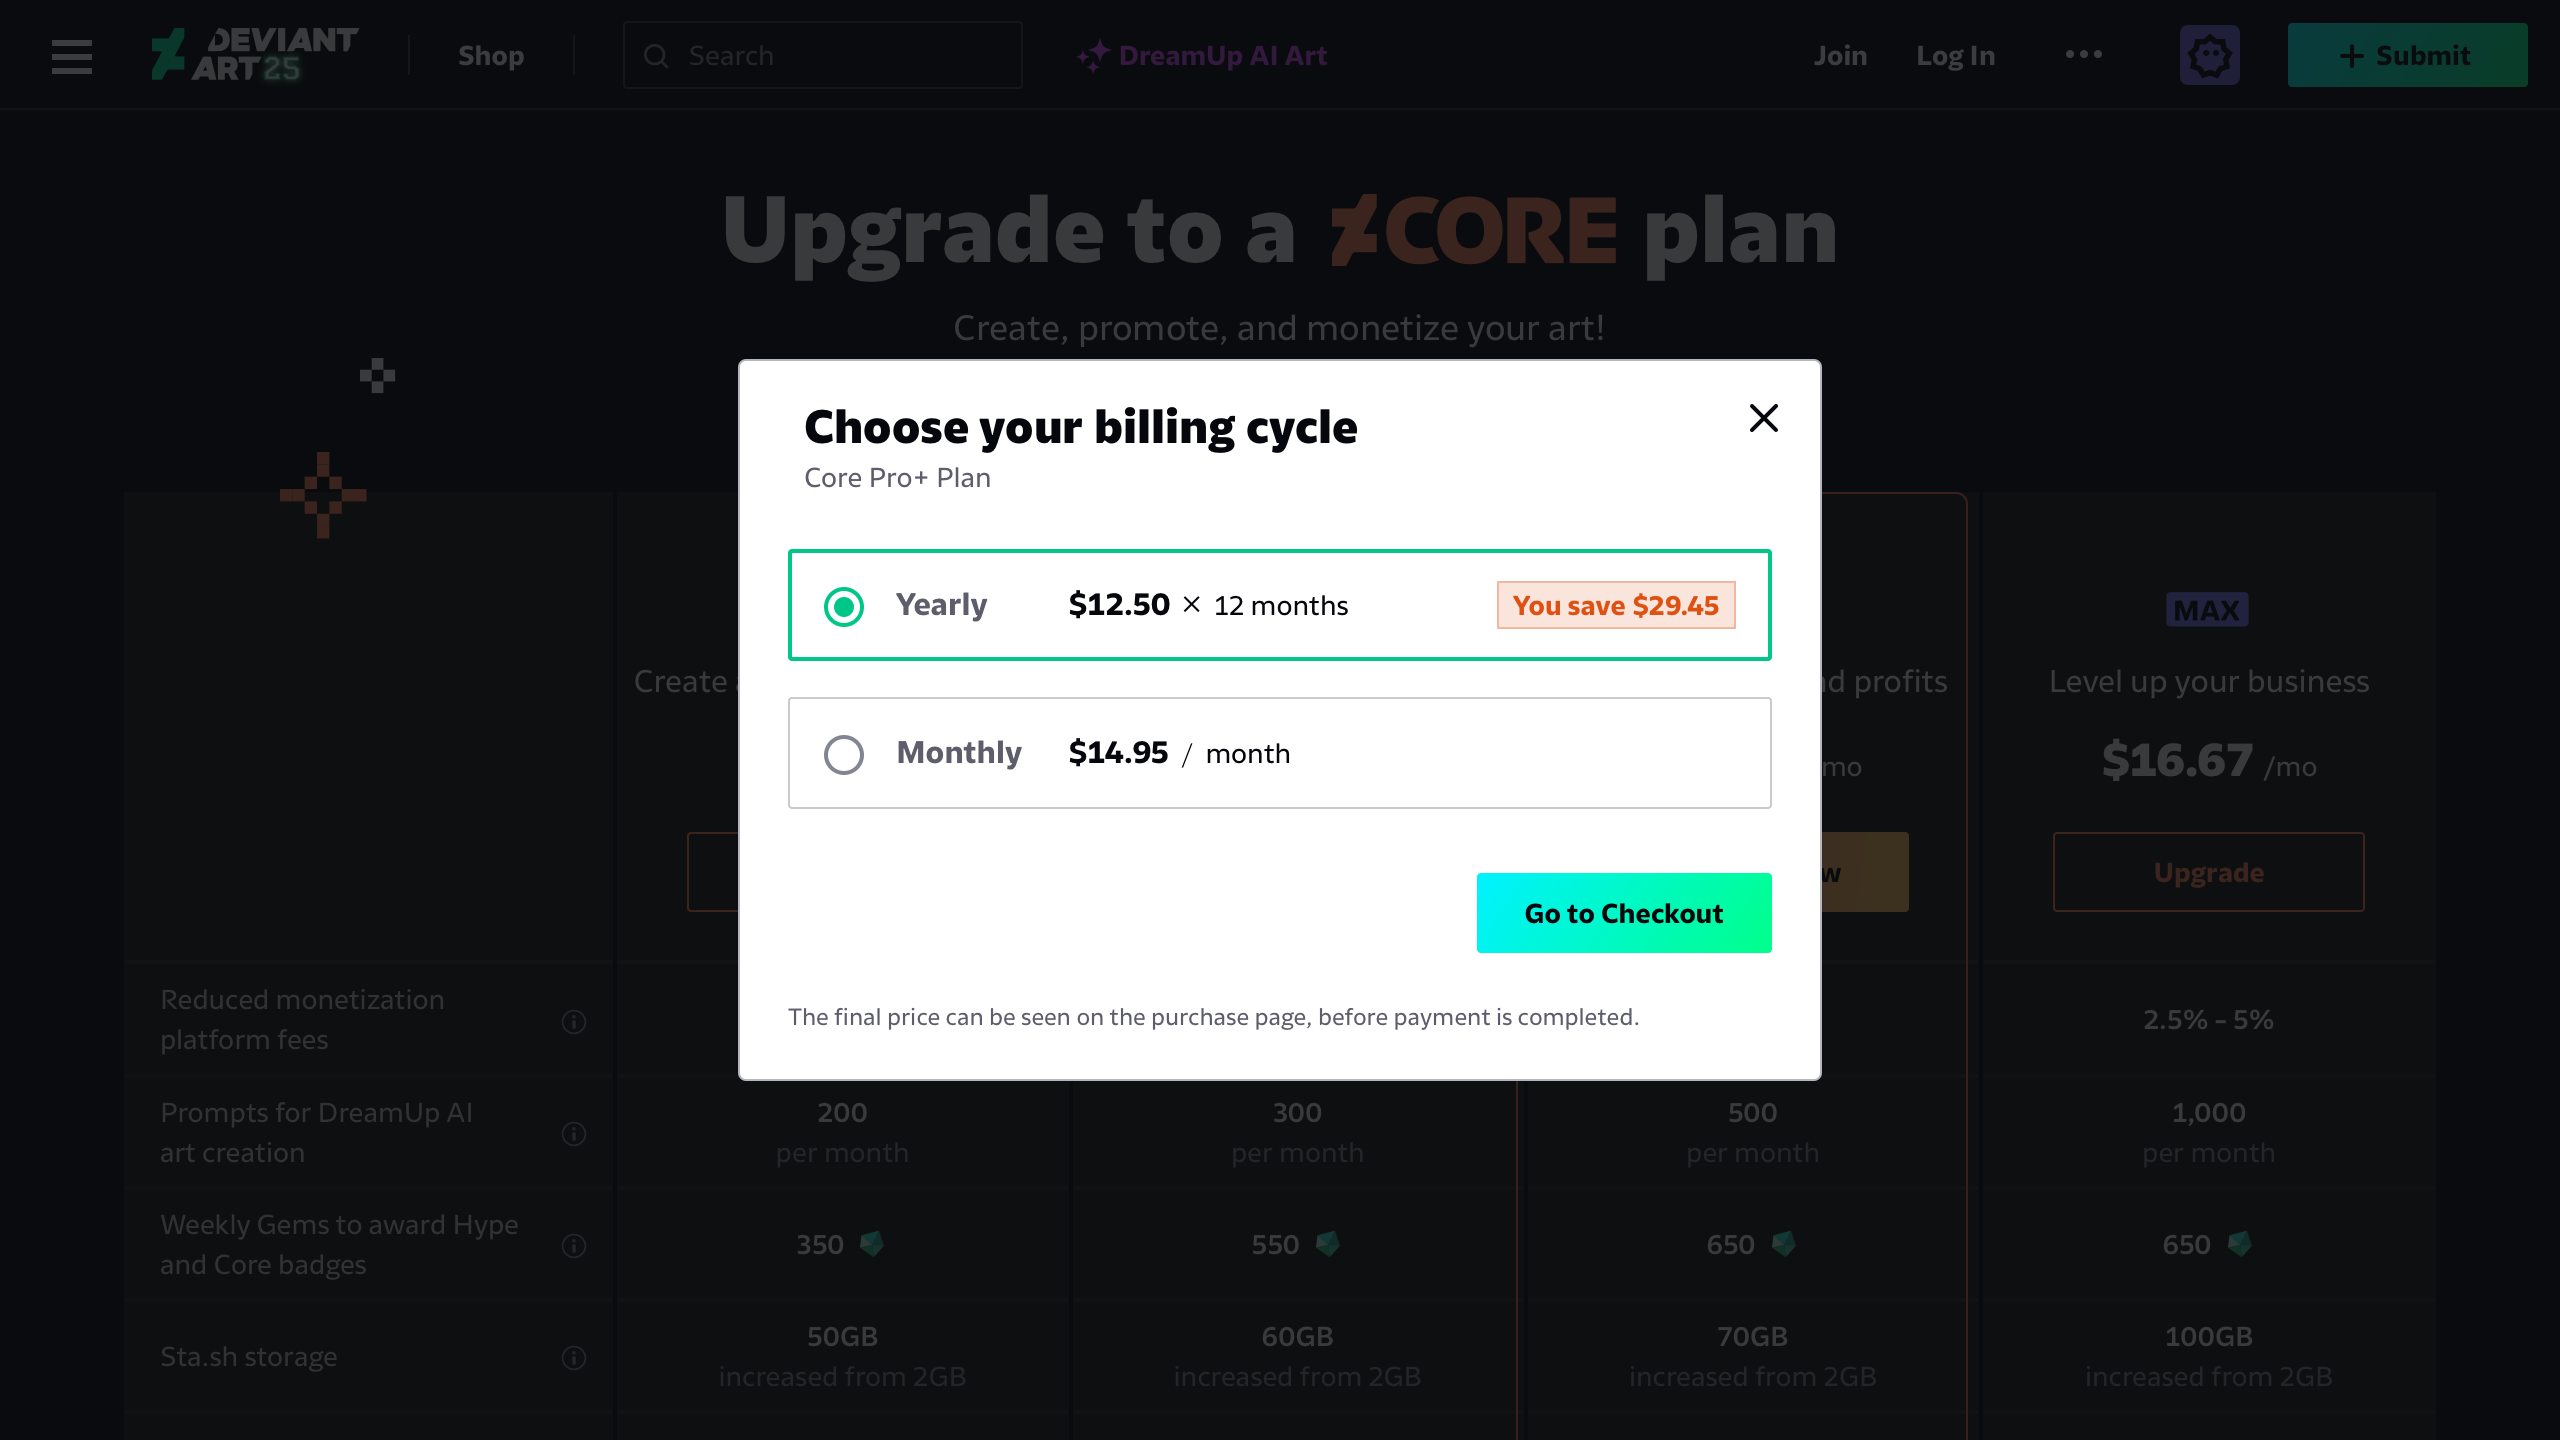 DEVIANT
ART 25
Shop
Search
DreamUp AI Art
Join
Log In
Submit
Upgrade to a CORE plan
Create, promote, and monetize your art!
Choose your billing cycle
Core Pro+ Plan
Yearly $12.50 × 12 months You save $29.45
Monthly $14.95 / month
Go to Checkout
The final price can be seen on the purchase page, before payment is completed.
Create
profits
/mo
MAX
Level up your business
$16.67 /mo
Upgrade
Reduced monetization
platform fees
2.5% - 5%
Prompts for DreamUp AI
art creation
200
per month
300
per month
500
per month
1,000
per month
Weekly Gems to award Hype
and Core badges
350
550
650
650
Sta.sh storage
50GB
increased from 2GB
60GB
increased from 2GB
70GB
increased from 2GB
100GB
increased from 2GB